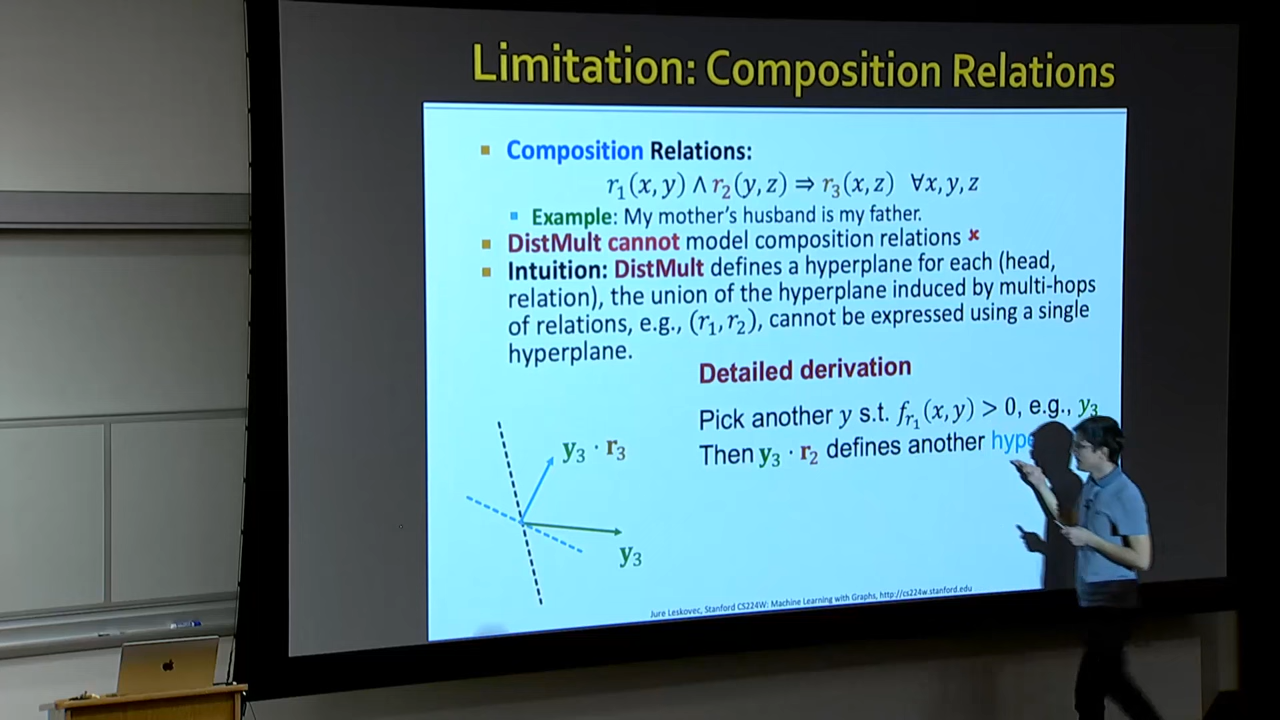 Limitation: Composition Relations
Composition Relations:
r₁(x, y) ∧ r₂(y, z) ⇒ r₃(x, z) ∀x, y, z
Example: My mother's husband is my father.
DistMult cannot model composition relations ✘
Intuition: DistMult defines a hyperplane for each (head,
relation), the union of the hyperplane induced by multi-hops
of relations, e.g., (r₁, r₂), cannot be expressed using a single
hyperplane.
Detailed derivation
Pick another y s.t. f_{r₁}(x, y) > 0, e.g., y₃
Then y₃ · r₂ defines another
y₃ · r₃
y₃
Jure Leskovec, Stanford CS224W: Machine Learning with Graphs, http://cs224w.stanford.edu